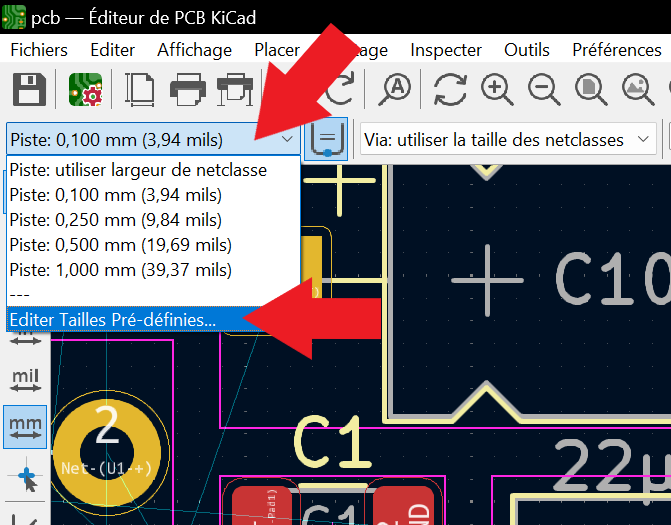 pcb — Éditeur de PCB KiCad
Fichiers Editer Affichage Placer Inspecter Outils Préférences
Piste: 0,100 mm (3,94 mils) Via: utiliser la taille des netclasses
Piste: utiliser largeur de netclasse
Piste: 0,100 mm (3,94 mils)
Piste: 0,250 mm (9,84 mils)
Piste: 0,500 mm (19,69 mils)
Piste: 1,000 mm (39,37 mils)
---
Editer Tailles Pré-définies...
C10
mil
mm
2
Net-(U1-+)
C1
22µ
C1
-Pad1)
GND